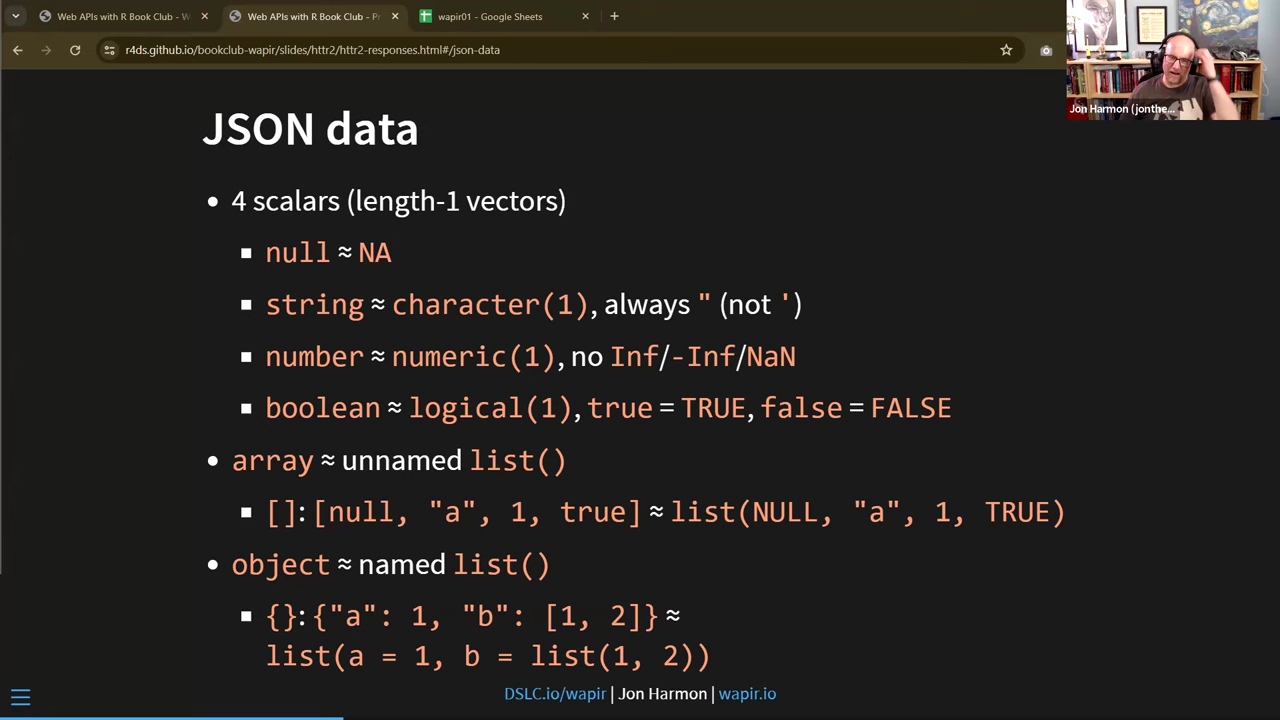 Web APIs with R Book Club - W
Web APIs with R Book Club - Pr
wapir01 - Google Sheets
r4ds.github.io/bookclub-wapir/slides/httr2/httr2-responses.html#/json-data
Jon Harmon (jonthe...
JSON data
4 scalars (length-1 vectors)
null ≈ NA
string ≈ character(1), always " (not ')
number ≈ numeric(1), no Inf/-Inf/NaN
boolean ≈ logical(1), true = TRUE, false = FALSE
array ≈ unnamed list()
[]: [null, "a", 1, true] ≈ list(NULL, "a", 1, TRUE)
object ≈ named list()
{}: {"a": 1, "b": [1, 2]} ≈
list(a = 1, b = list(1, 2))
DSLC.io/wapir | Jon Harmon | wapir.io